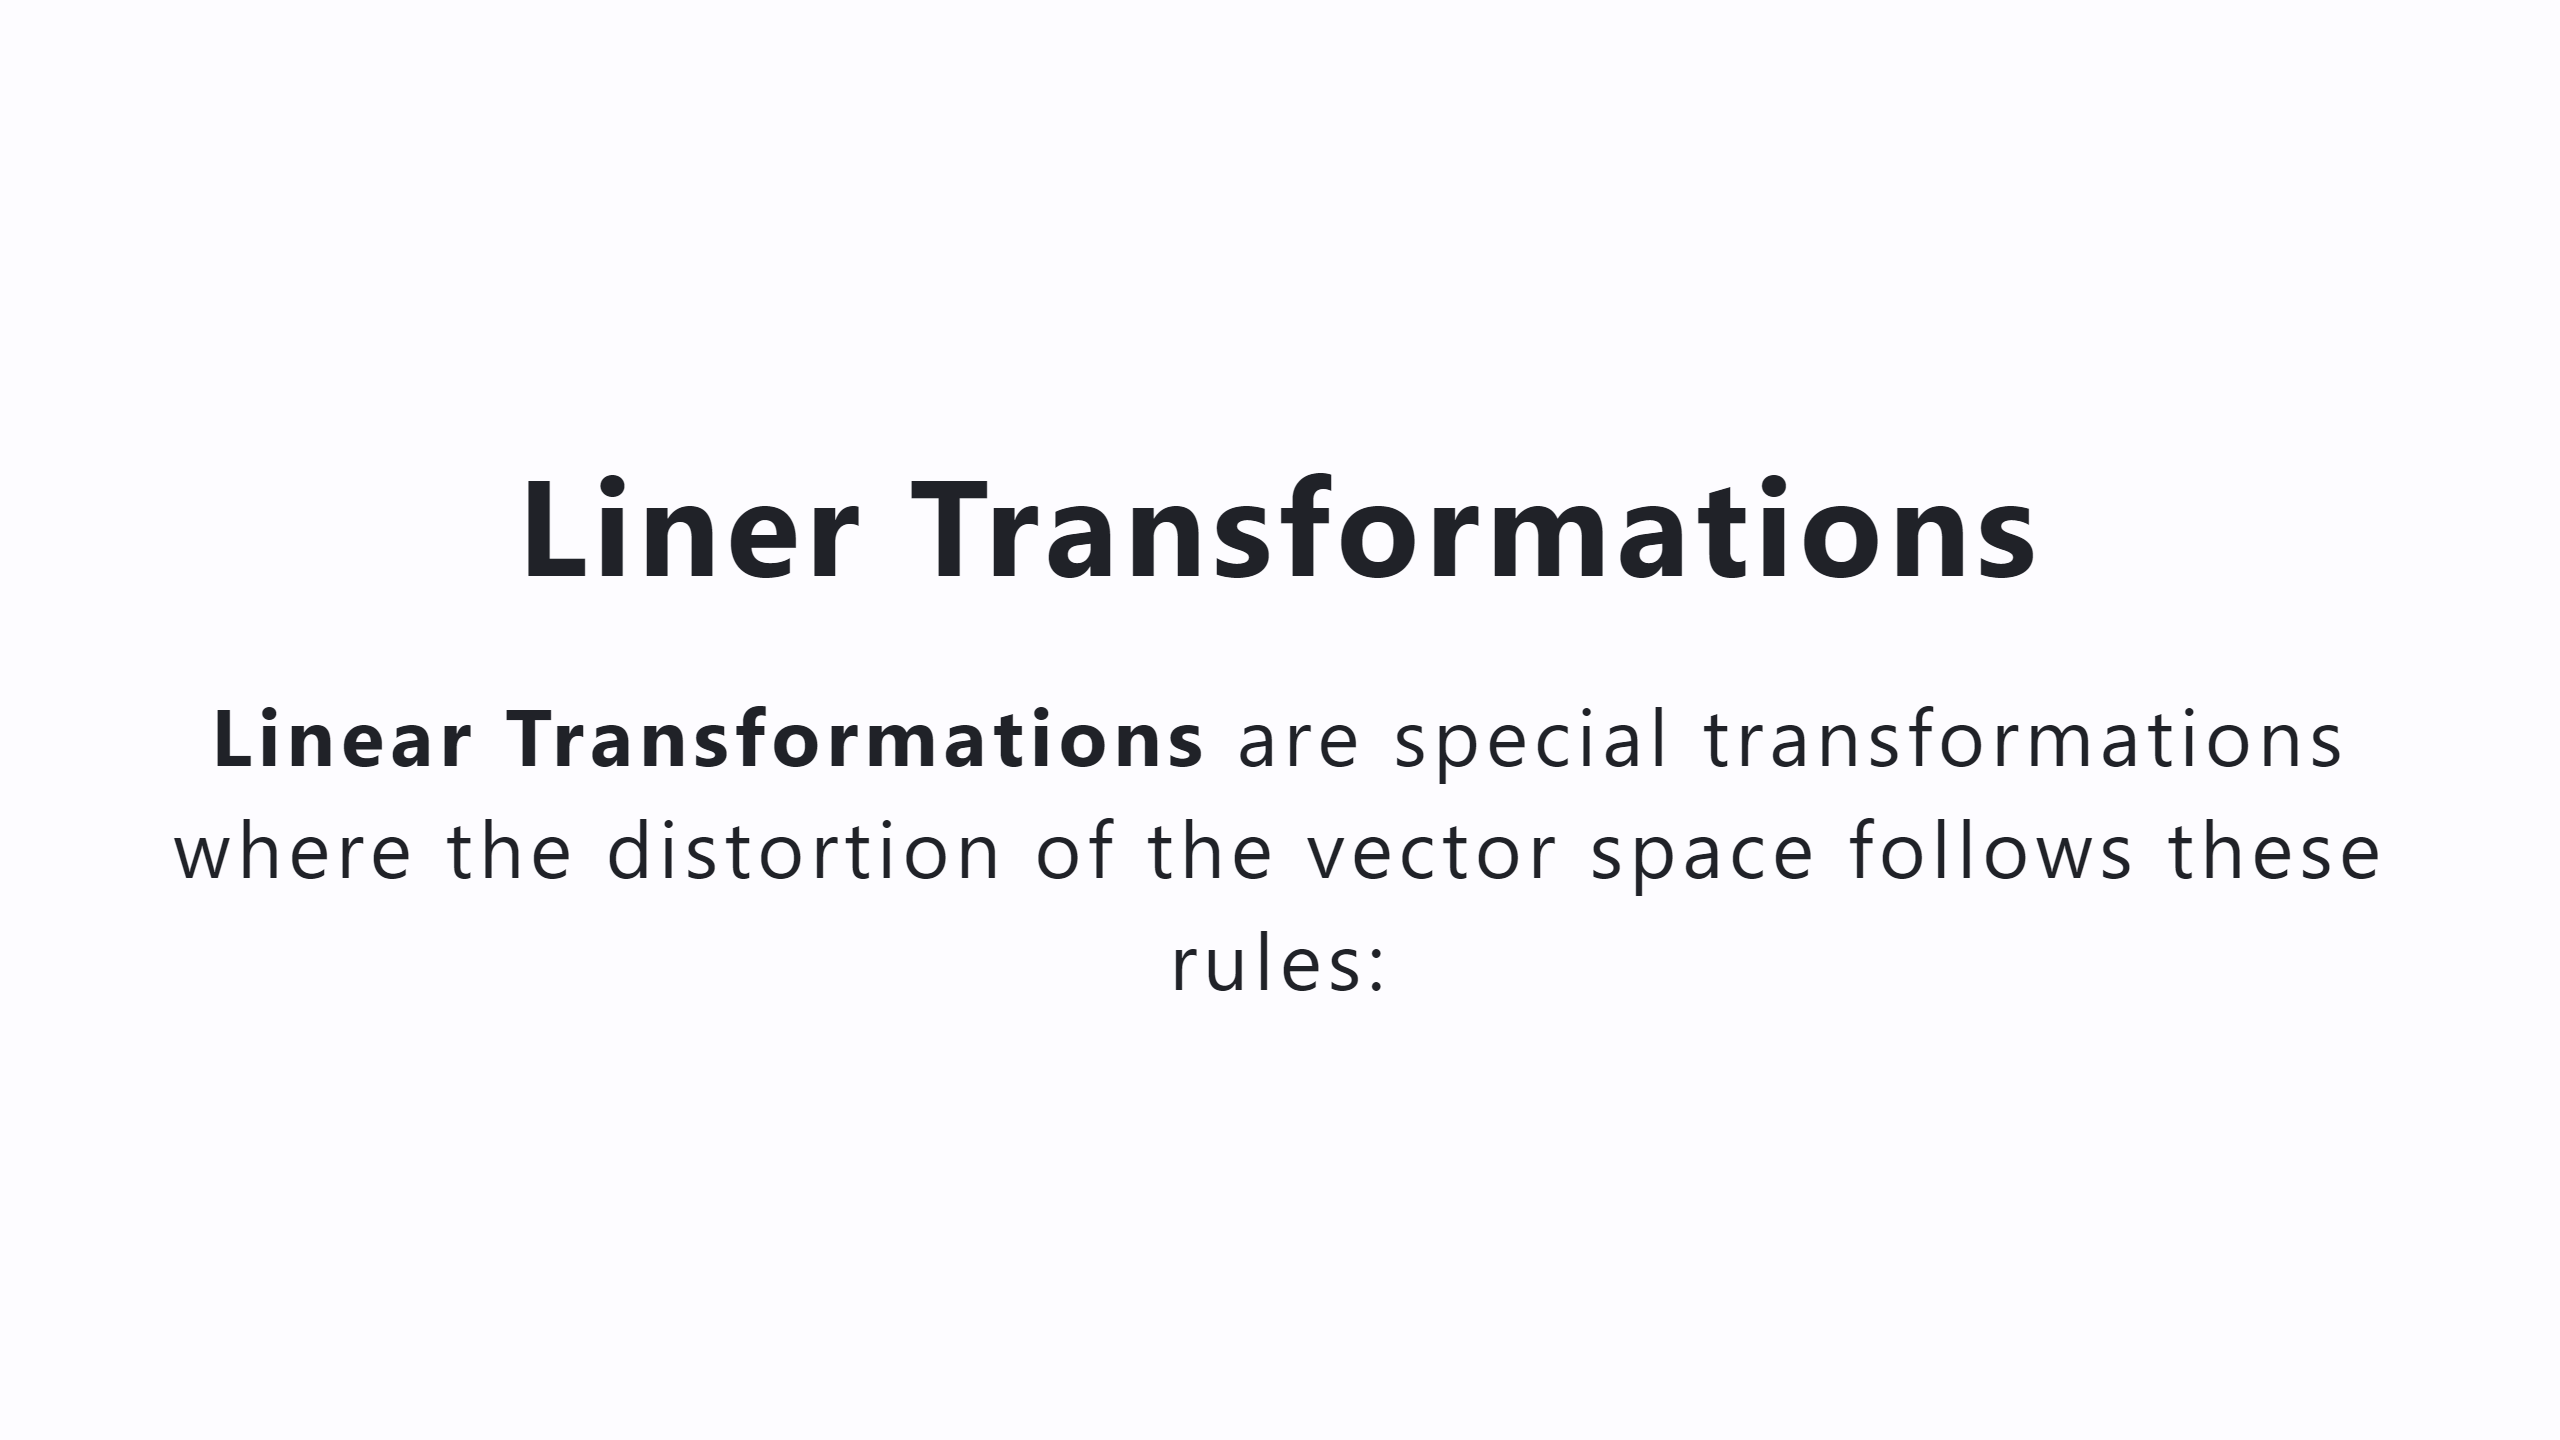 Liner Transformations
Linear Transformations are special transformations
where the distortion of the vector space follows these
rules: